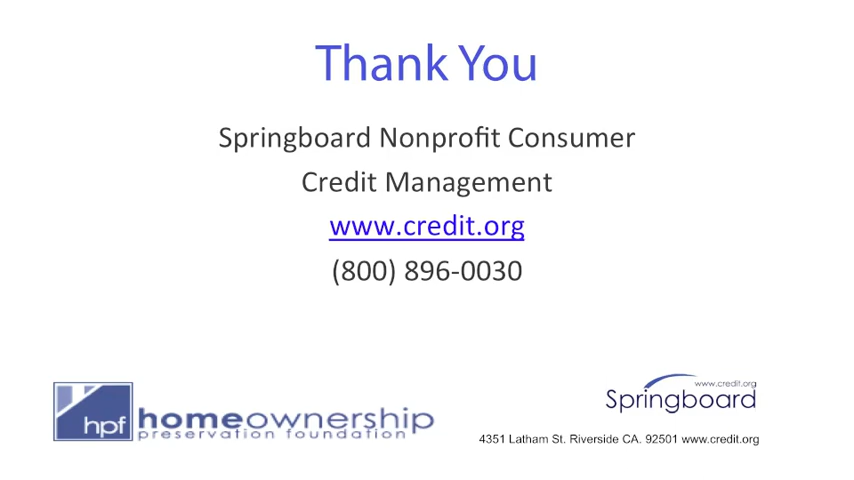 Thank You
Springboard Nonprofit Consumer
Credit Management
www.credit.org
(800) 896-0030
hpf homeownership
preservation foundation
www.credit.org
Springboard
4351 Latham St. Riverside CA. 92501 www.credit.org